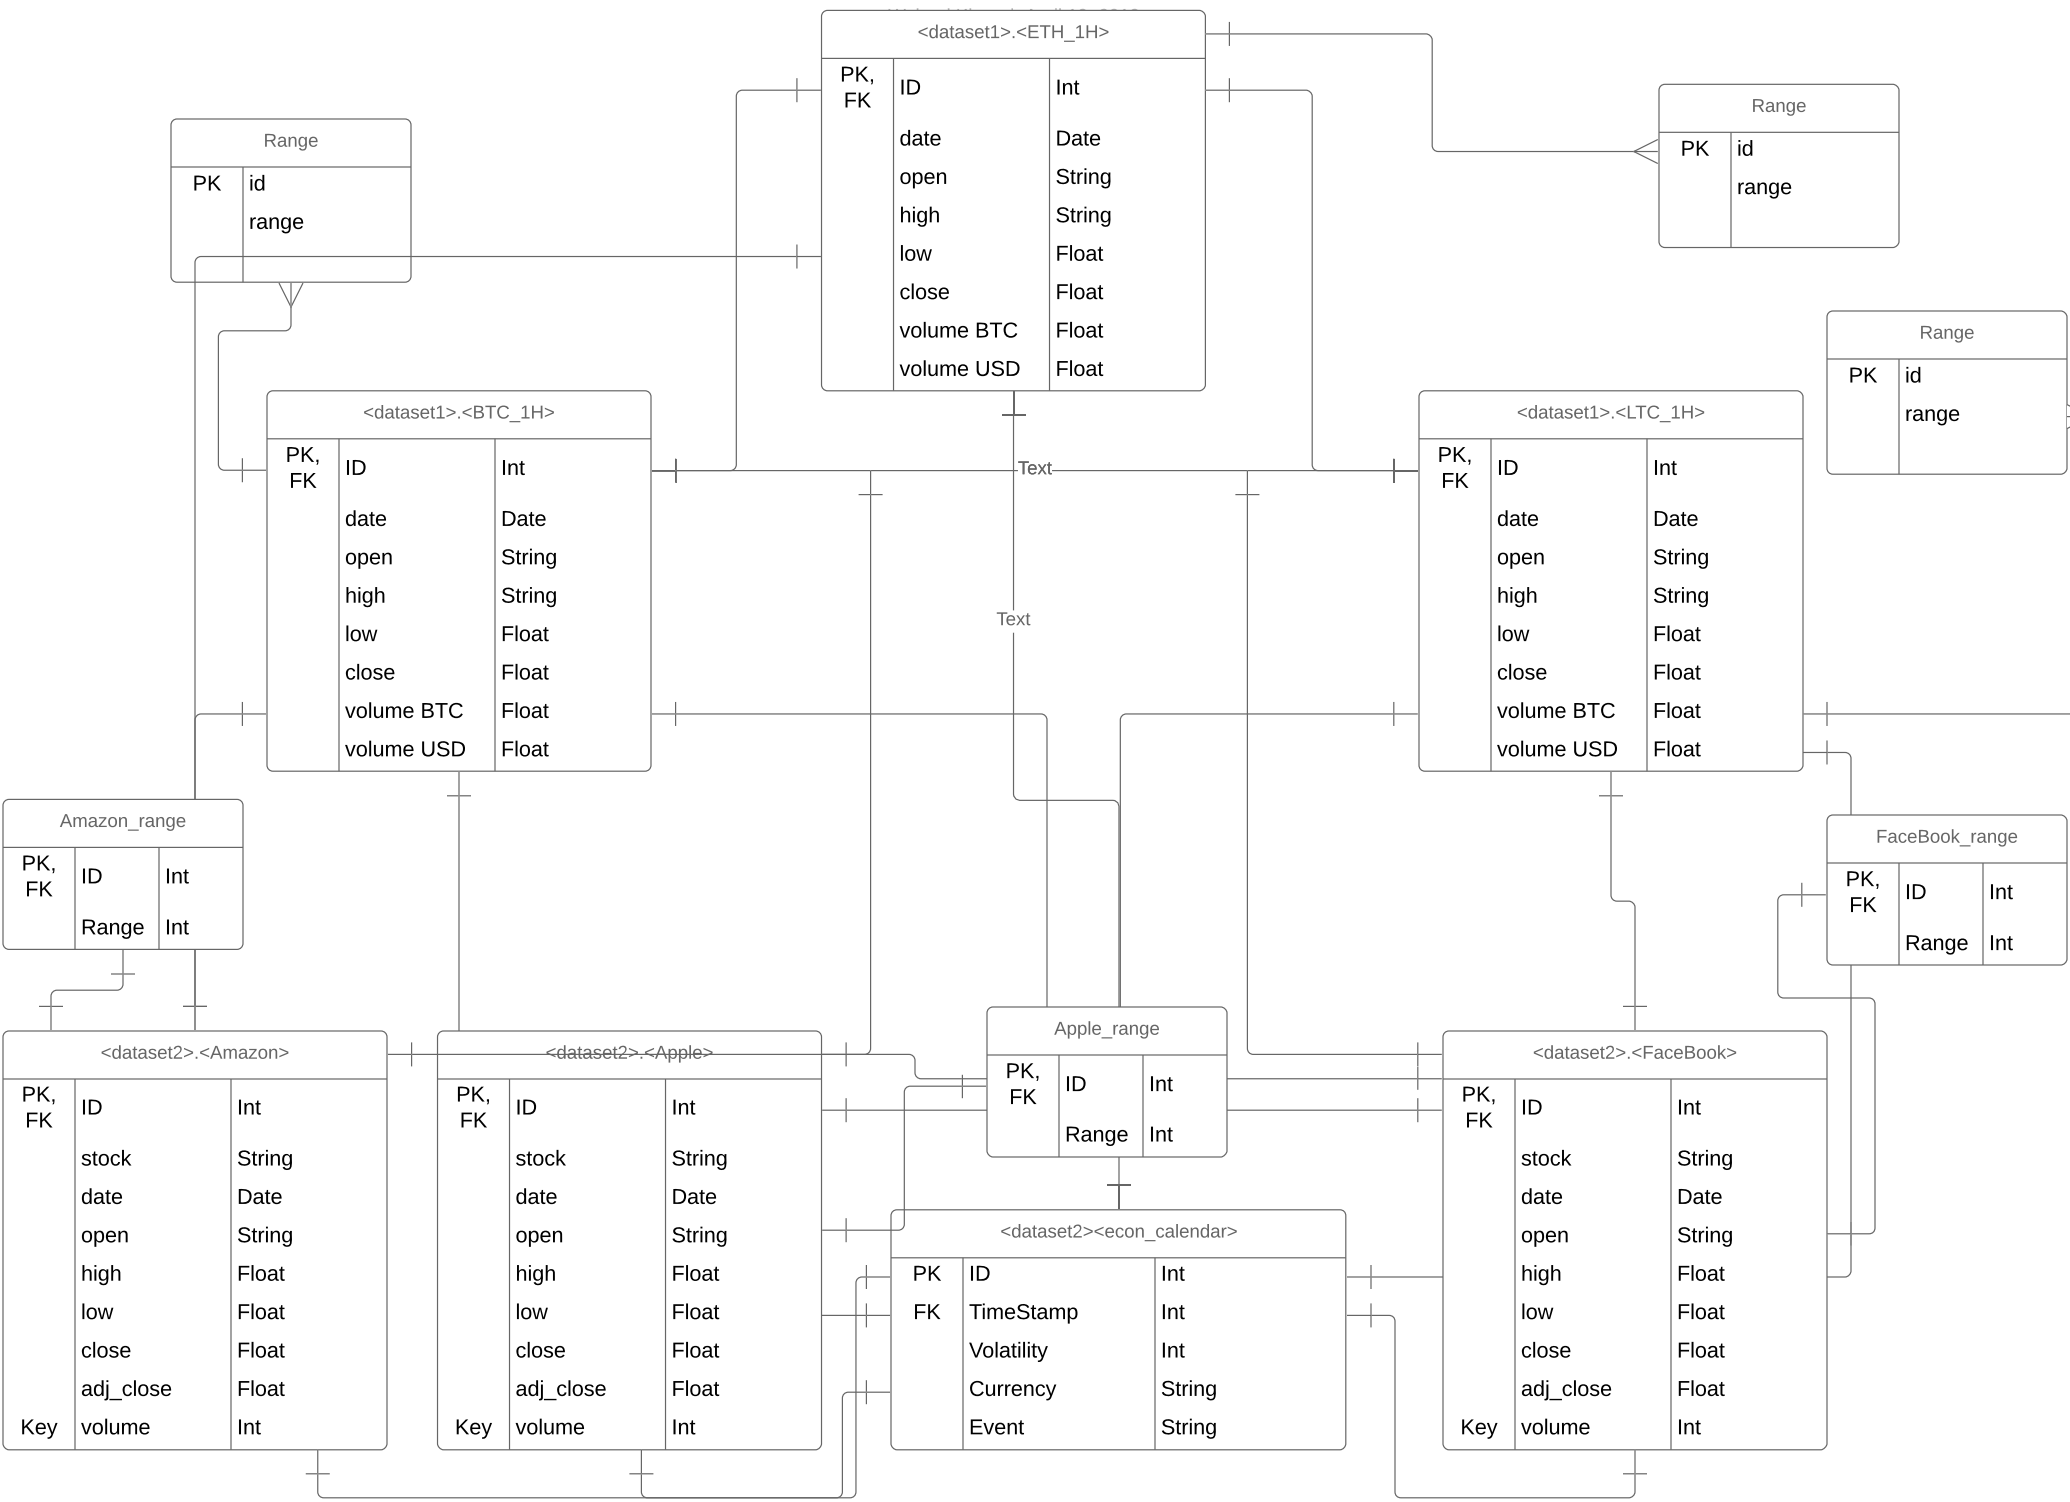 <dataset1>.<ETH_1H>
PK, FK ID Int
date Date
open String
high String
low Float
close Float
volume BTC Float
volume USD Float
Range
PK id
range
Range
PK id
range
Range
PK id
range
<dataset1>.<BTC_1H>
PK, FK ID Int
date Date
open String
high String
low Float
close Float
volume BTC Float
volume USD Float
Text
Text
<dataset1>.<LTC_1H>
PK, FK ID Int
date Date
open String
high String
low Float
close Float
volume BTC Float
volume USD Float
Amazon_range
PK, FK ID Int
Range Int
FaceBook_range
PK, FK ID Int
Range Int
Apple_range
PK, FK ID Int
Range Int
<dataset2>.<Amazon>
PK, FK ID Int
stock String
date Date
open String
high Float
low Float
close Float
adj_close Float
Key volume Int
<dataset2>.<Apple>
PK, FK ID Int
stock String
date Date
open String
high Float
low Float
close Float
adj_close Float
Key volume Int
<dataset2><econ_calendar>
PK ID Int
FK TimeStamp Int
Volatility Int
Currency String
Event String
<dataset2>.<FaceBook>
PK, FK ID Int
stock String
date Date
open String
high Float
low Float
close Float
adj_close Float
Key volume Int